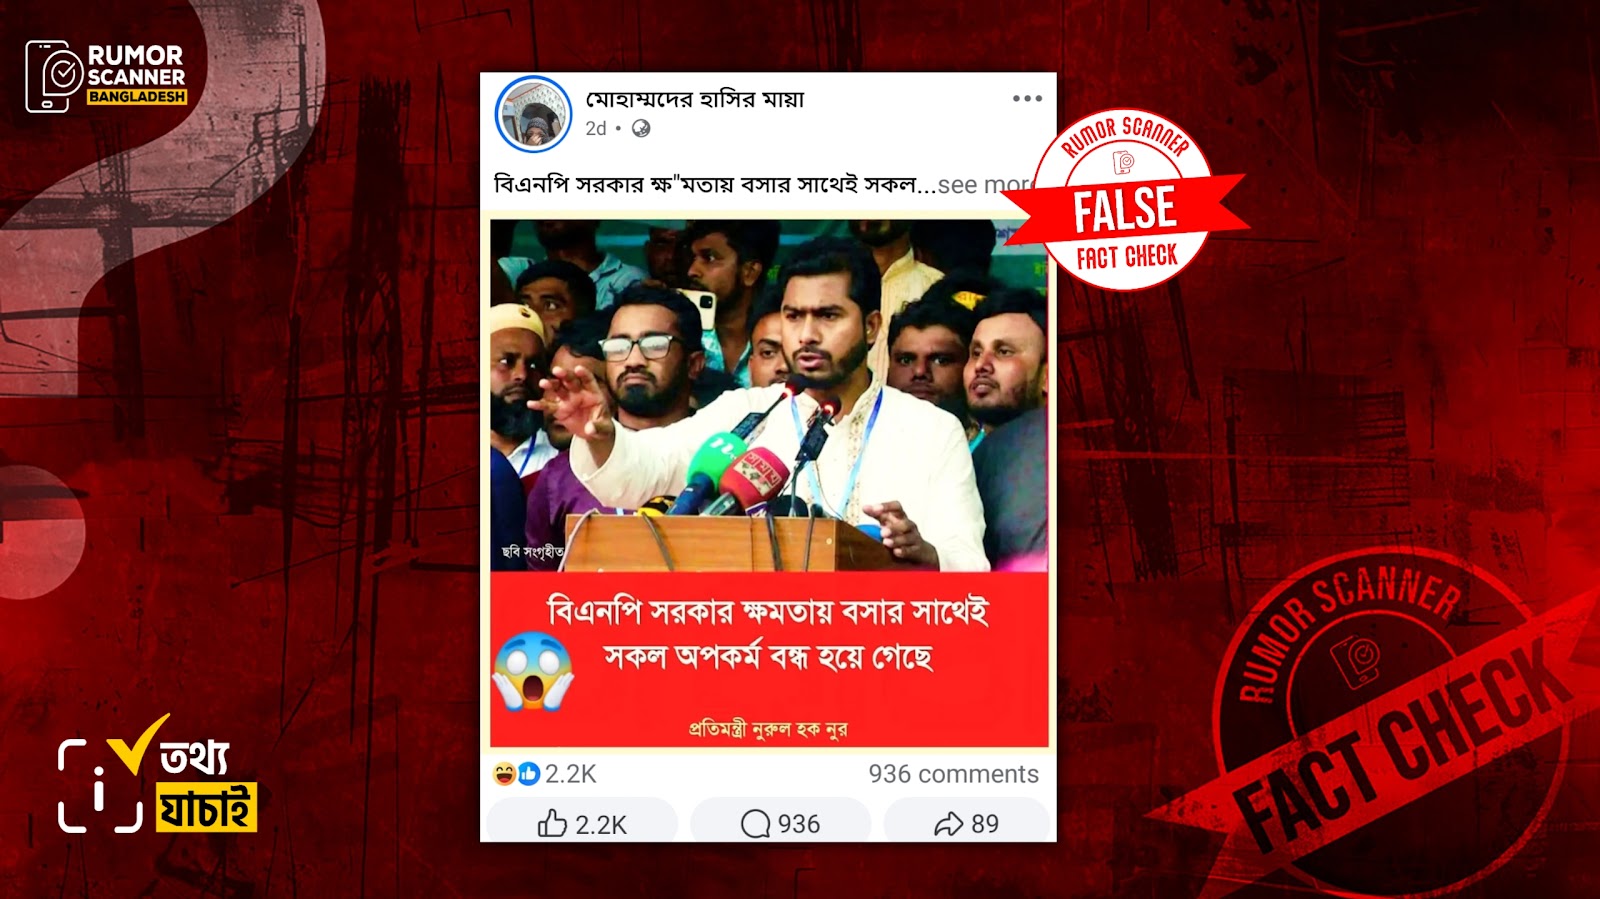 RUMOR
SCANNER
BANGLADESH
মোহাম্মদের হাসির মায়া
2d
বিএনপি সরকার ক্ষ"মতায় বসার সাথেই সকল...see more
RUMOR SCANNER
FALSE
FACT CHECK
সোমেয়
ছবি সংগৃহীত
বিএনপি সরকার ক্ষমতায় বসার সাথেই
সকল অপকর্ম বন্ধ হয়ে গেছে
প্রতিমন্ত্রী নুরুল হক নুর
2.2K
936 comments
2.2K
936
89
তথ্য
যাচাই
RUMOR SCANNER
FACT CHECK